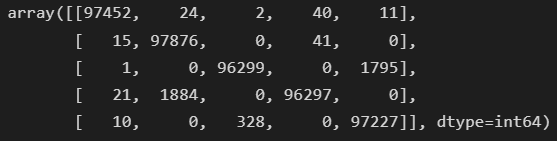 array([[97452, 24, 2, 40, 11],
[ 15, 97876, 0, 41, 0],
[ 1, 0, 96299, 0, 1795],
[ 21, 1884, 0, 96297, 0],
[ 10, 0, 328, 0, 97227]], dtype=int64)